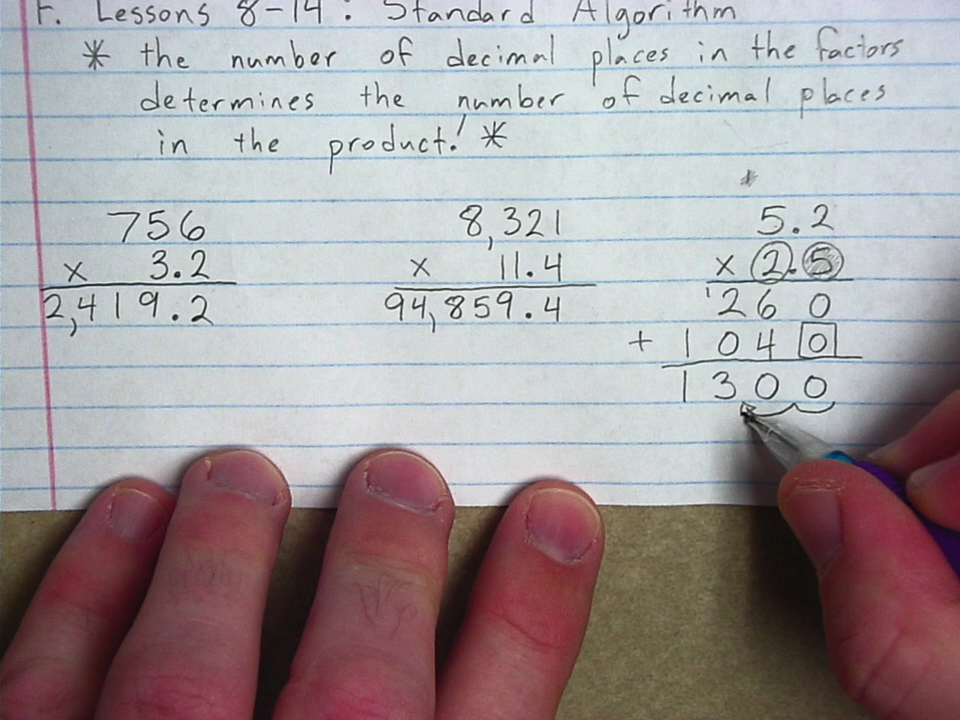 F. Lessons 8-14: Standard Algorithm
* the number of decimal places in the factors
determines the number of decimal places
in the product! *
756 8,321 5.2
x 3.2 x 11.4 x 2.5
2,419.2 94,859.4 1260
+ 1040
1300